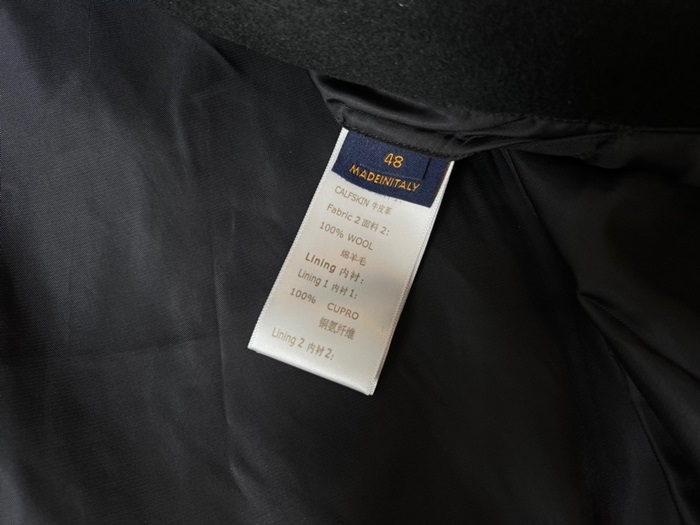 48
MADEINITALY
CALFSKIN 牛皮革
Fabric 2 面料 2:
100% WOOL
绵羊毛
Lining 内衬:
Lining 1 内衬 1:
100% CUPRO
铜氨纤维
Lining 2 内衬 2: